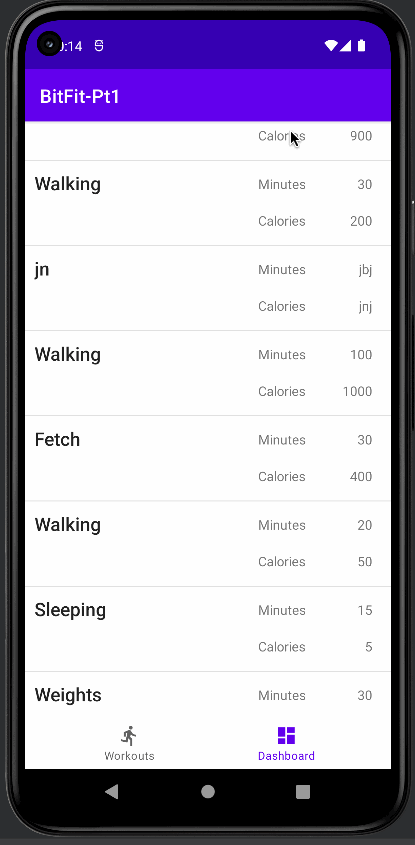 :14
BitFit-Pt1
Calories 900
Walking Minutes 30
Calories 200
jn Minutes jbj
Calories jnj
Walking Minutes 100
Calories 1000
Fetch Minutes 30
Calories 400
Walking Minutes 20
Calories 50
Sleeping Minutes 15
Calories 5
Weights Minutes 30
Workouts Dashboard